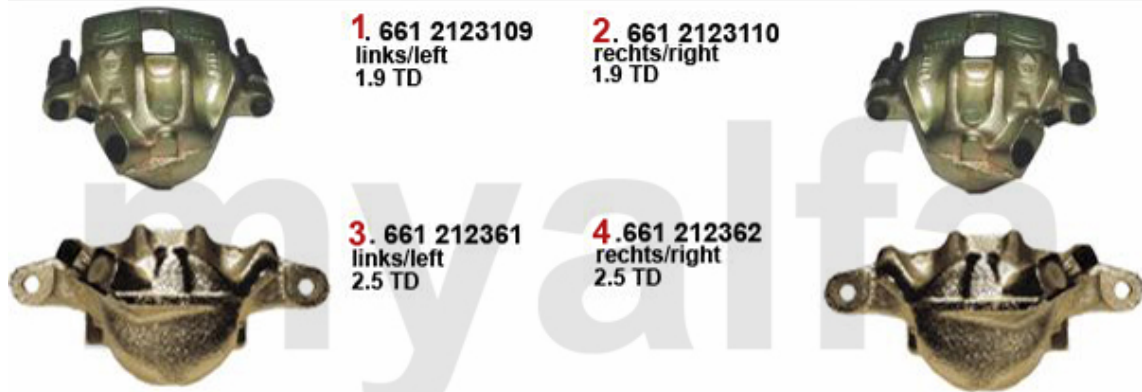 1. 661 2123109
links/left
1.9 TD
2. 661 2123110
rechts/right
1.9 TD
3. 661 212361
links/left
2.5 TD
4.661 212362
rechts/right
2.5 TD
myalfa